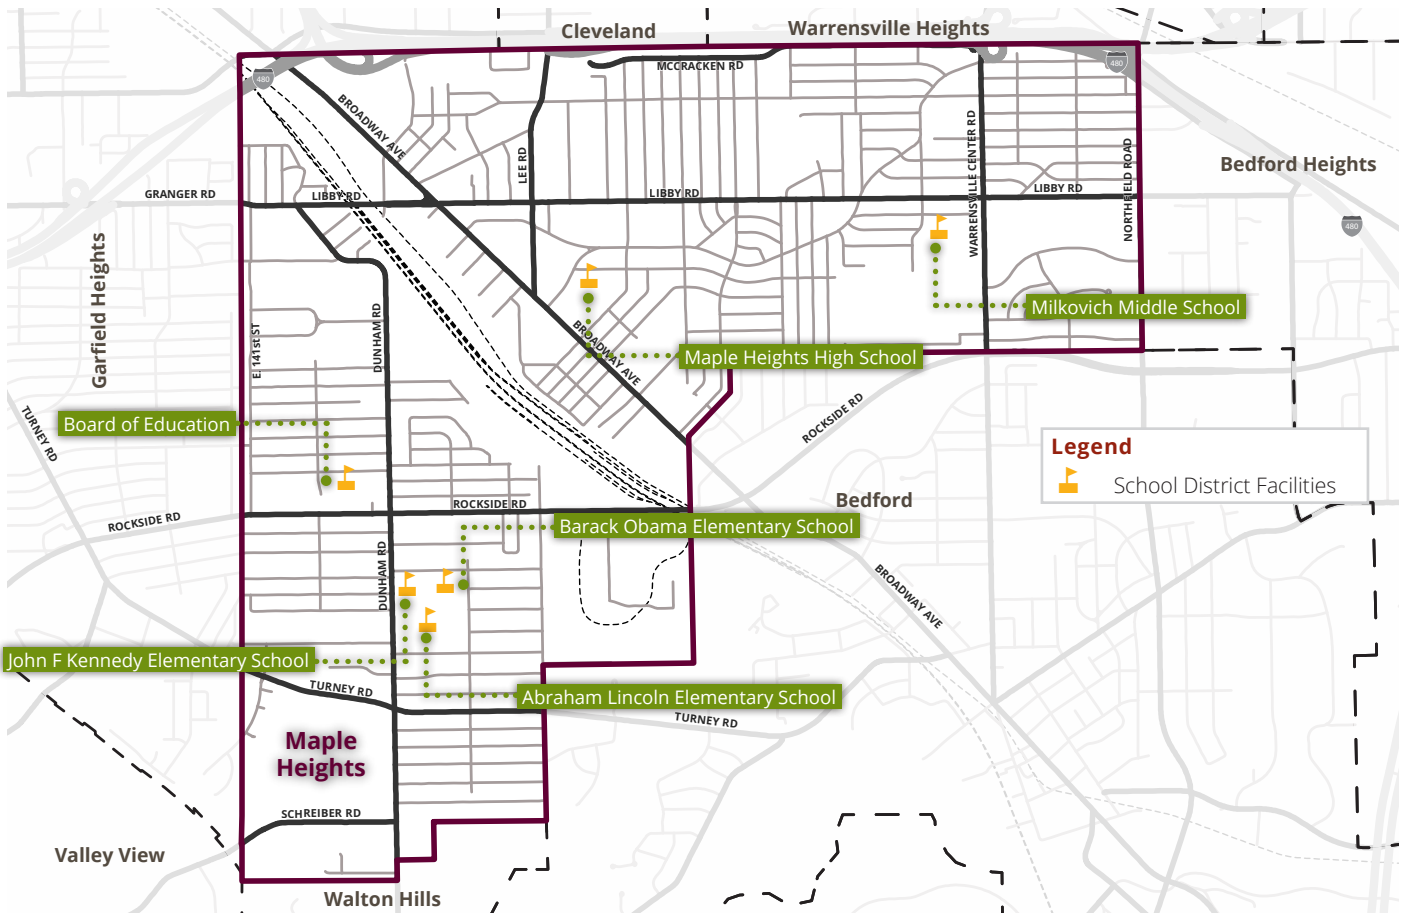 Cleveland
Warrensville Heights
480
MCCRACKEN RD
480
BROADWAY AVE
LEE RD
WARRENSVILLE CENTER RD
NORTHFIELD ROAD
Bedford Heights
GRANGER RD
LIBBY RD
LIBBY RD
LIBBY RD
480
Garfield Heights
Milkovich Middle School
E. 141st ST
DUNHAM RD
BROADWAY AVE
Maple Heights High School
TURNEY RD
Board of Education
ROCKSIDE RD
Legend
School District Facilities
ROCKSIDE RD
ROCKSIDE RD
Bedford
Barack Obama Elementary School
DUNHAM RD
BROADWAY AVE
John F Kennedy Elementary School
TURNEY RD
Abraham Lincoln Elementary School
TURNEY RD
Maple
Heights
SCHREIBER RD
Valley View
Walton Hills